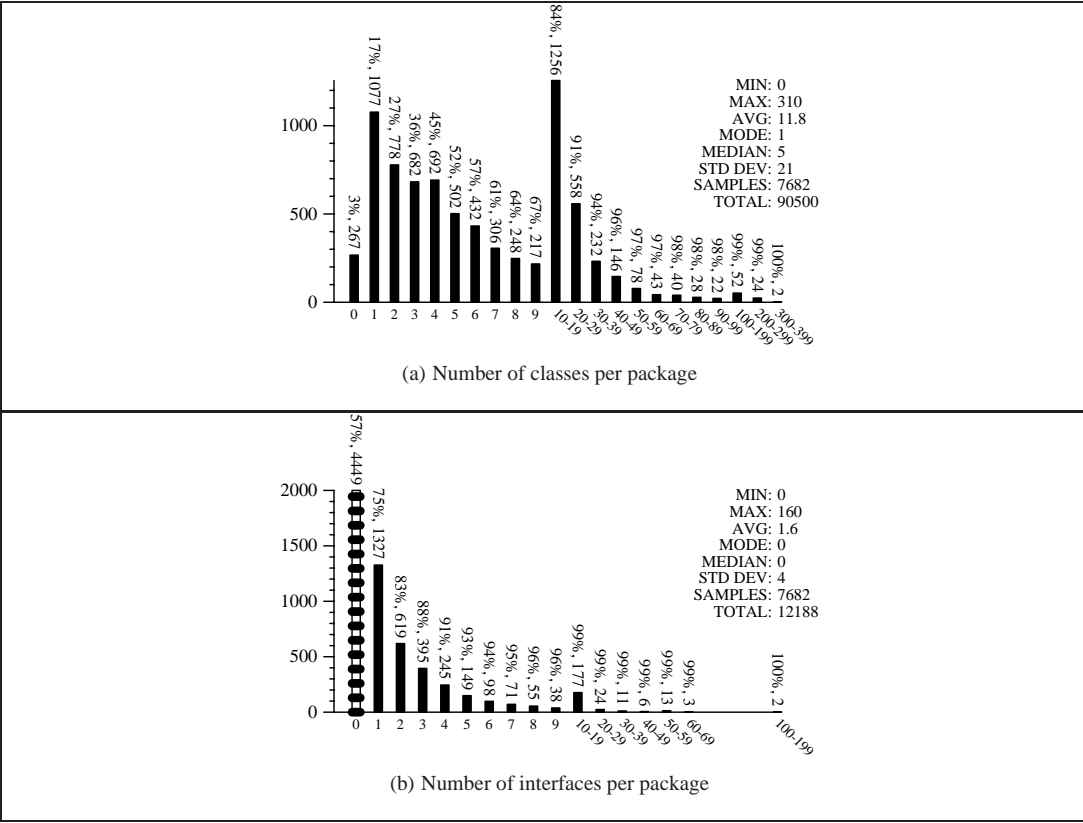 17%, 1077
84%, 1256
3%, 267
27%, 778
36%, 682
45%, 692
52%, 502
57%, 432
61%, 306
64%, 248
67%, 217
91%, 558
94%, 232
96%, 146
97%, 78
97%, 43
98%, 40
98%, 28
98%, 22
99%, 52
99%, 24
100%, 2
MIN: 0
MAX: 310
AVG: 11.8
MODE: 1
MEDIAN: 5
STD DEV: 21
SAMPLES: 7682
TOTAL: 90500
1000
500
0
0 1 2 3 4 5 6 7 8 9 10-19 20-29 30-39 40-49 50-59 60-69 70-79 80-89 90-99 100-199 200-299 300-399
(a) Number of classes per package
57%, 4449
75%, 1327
83%, 619
88%, 395
91%, 245
93%, 149
94%, 98
95%, 71
96%, 55
96%, 38
99%, 177
99%, 24
99%, 11
99%, 6
99%, 13
99%, 3
100%, 2
MIN: 0
MAX: 160
AVG: 1.6
MODE: 0
MEDIAN: 0
STD DEV: 4
SAMPLES: 7682
TOTAL: 12188
2000
1500
1000
500
0
0 1 2 3 4 5 6 7 8 9 10-19 20-29 30-39 40-49 50-59 60-69 100-199
(b) Number of interfaces per package